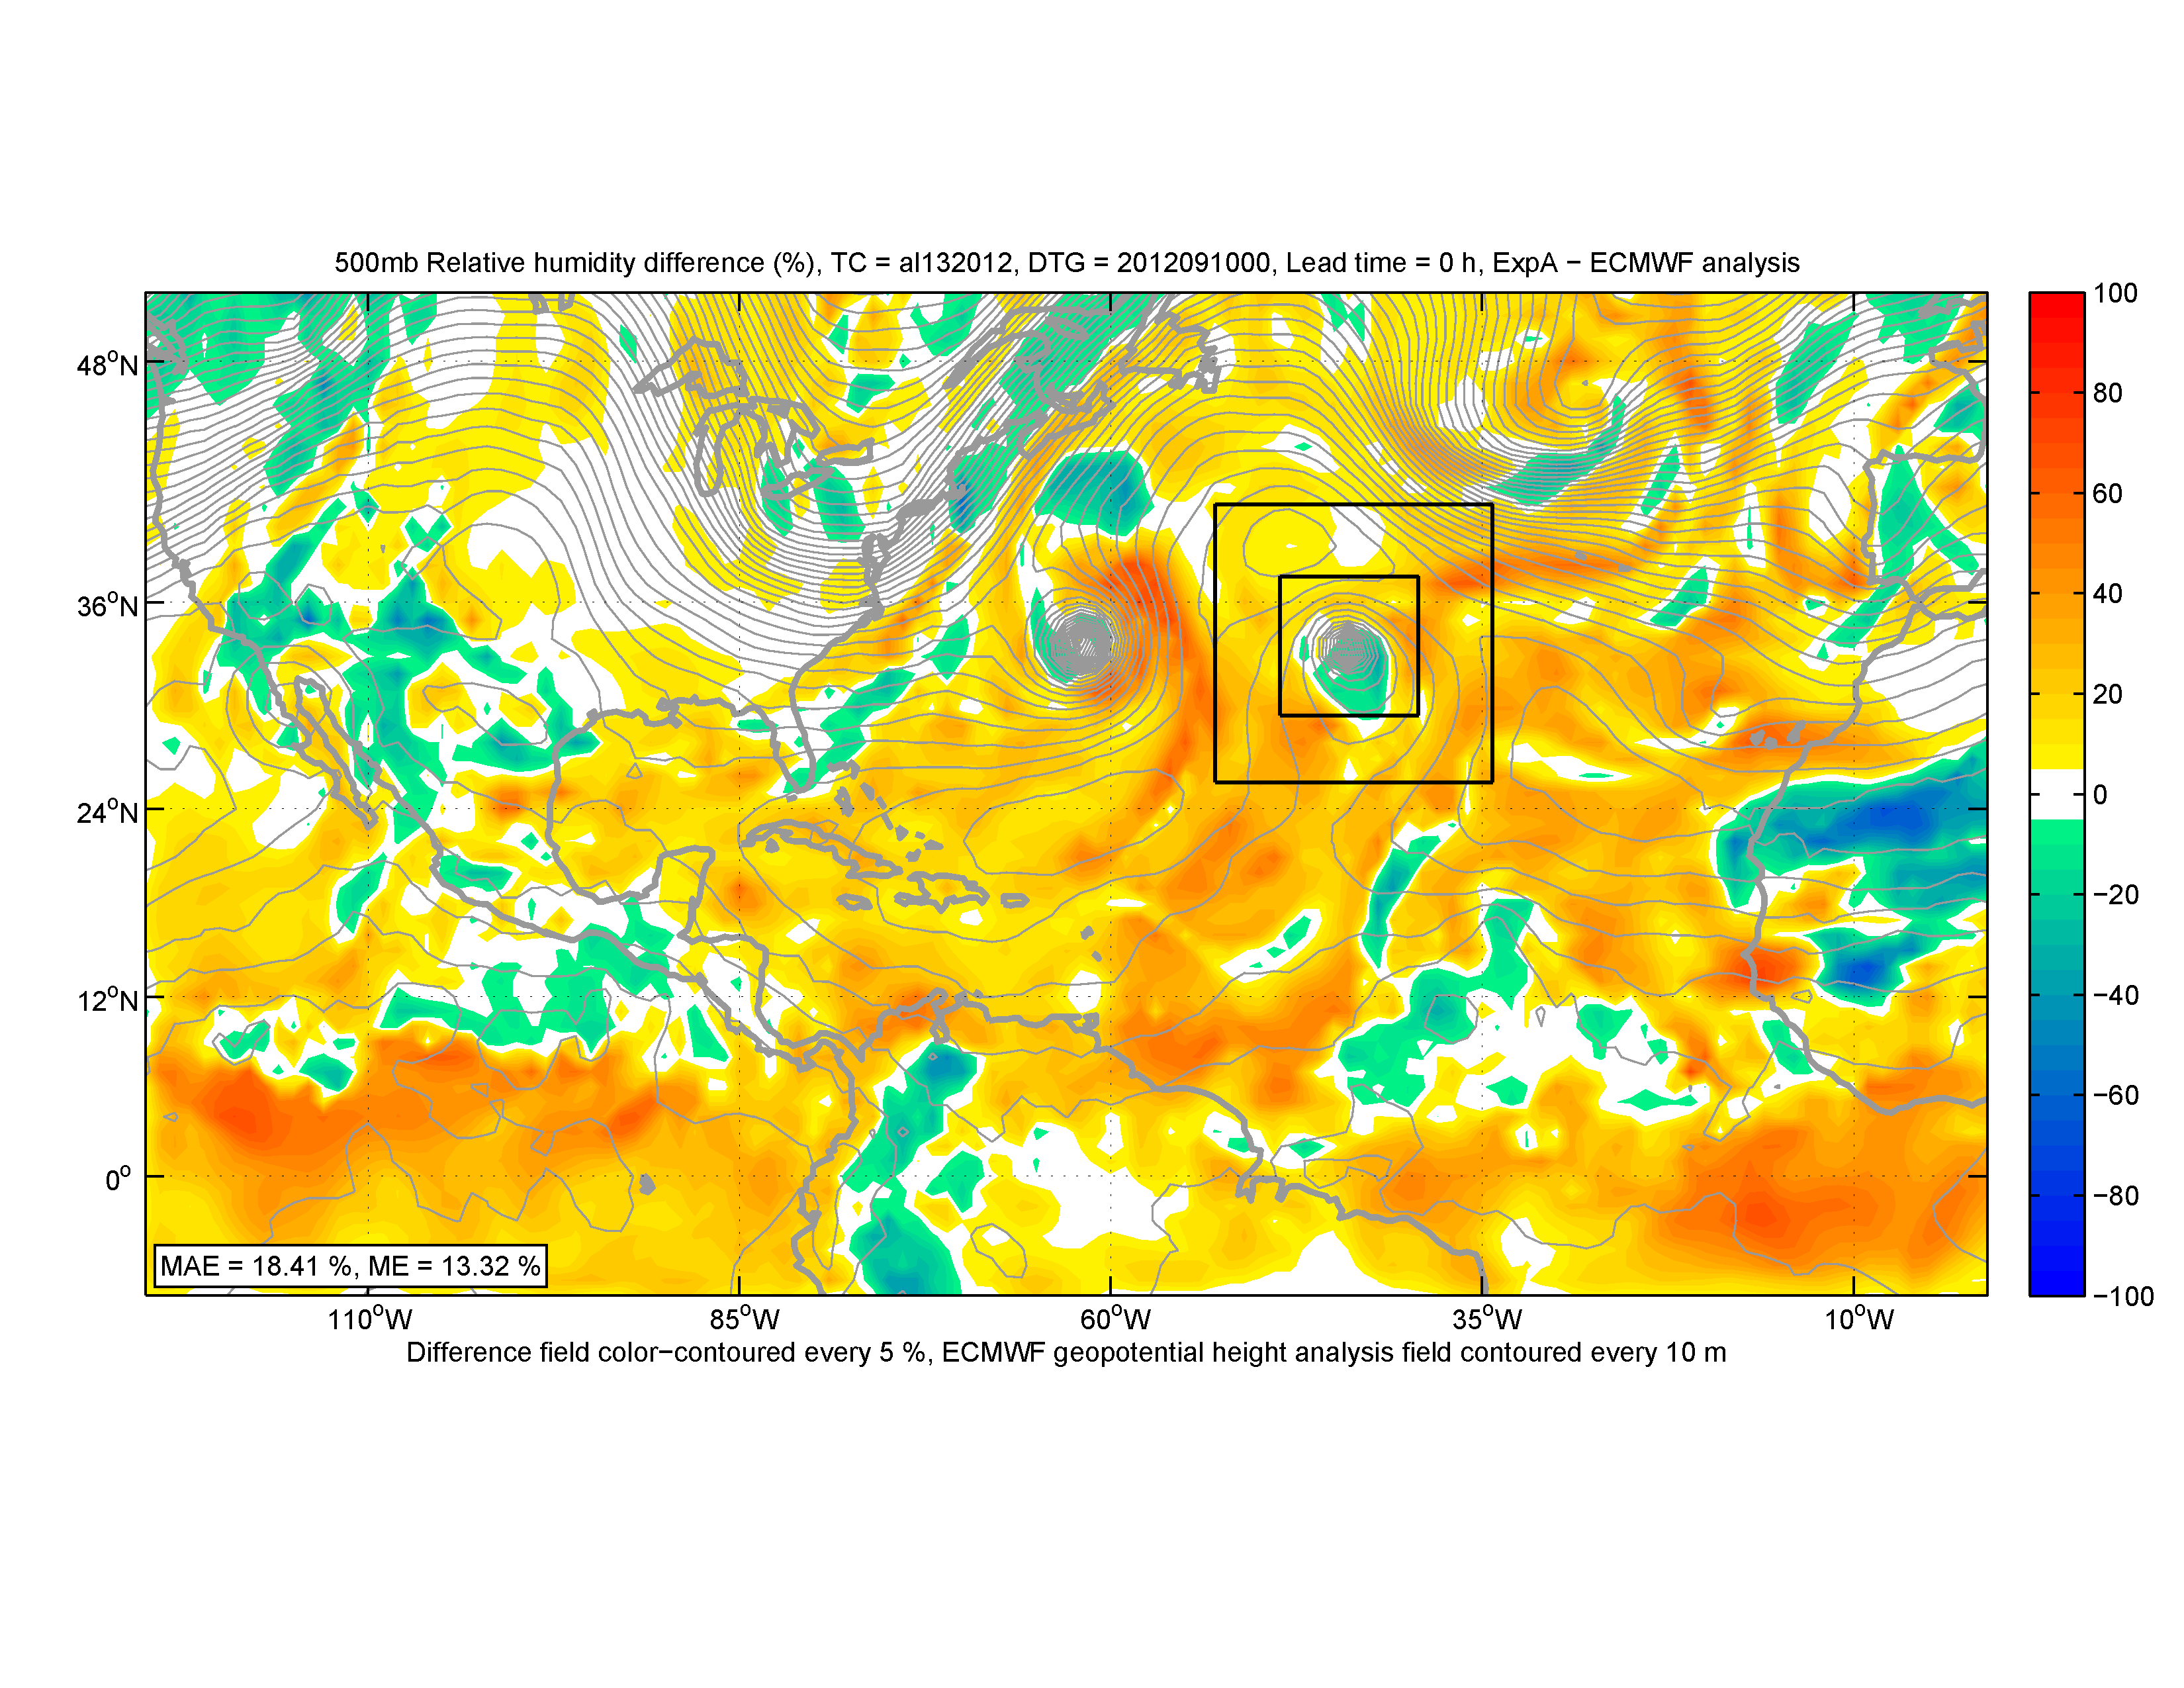 500mb Relative humidity difference (%), TC = al132012, DTG = 2012091000, Lead time = 0 h, ExpA − ECMWF analysis
48°N
36°N
24°N
12°N
0°
110°W
85°W
60°W
35°W
10°W
100
80
60
40
20
0
−20
−40
−60
−80
−100
MAE = 18.41 %, ME = 13.32 %
Difference field color−contoured every 5 %, ECMWF geopotential height analysis field contoured every 10 m